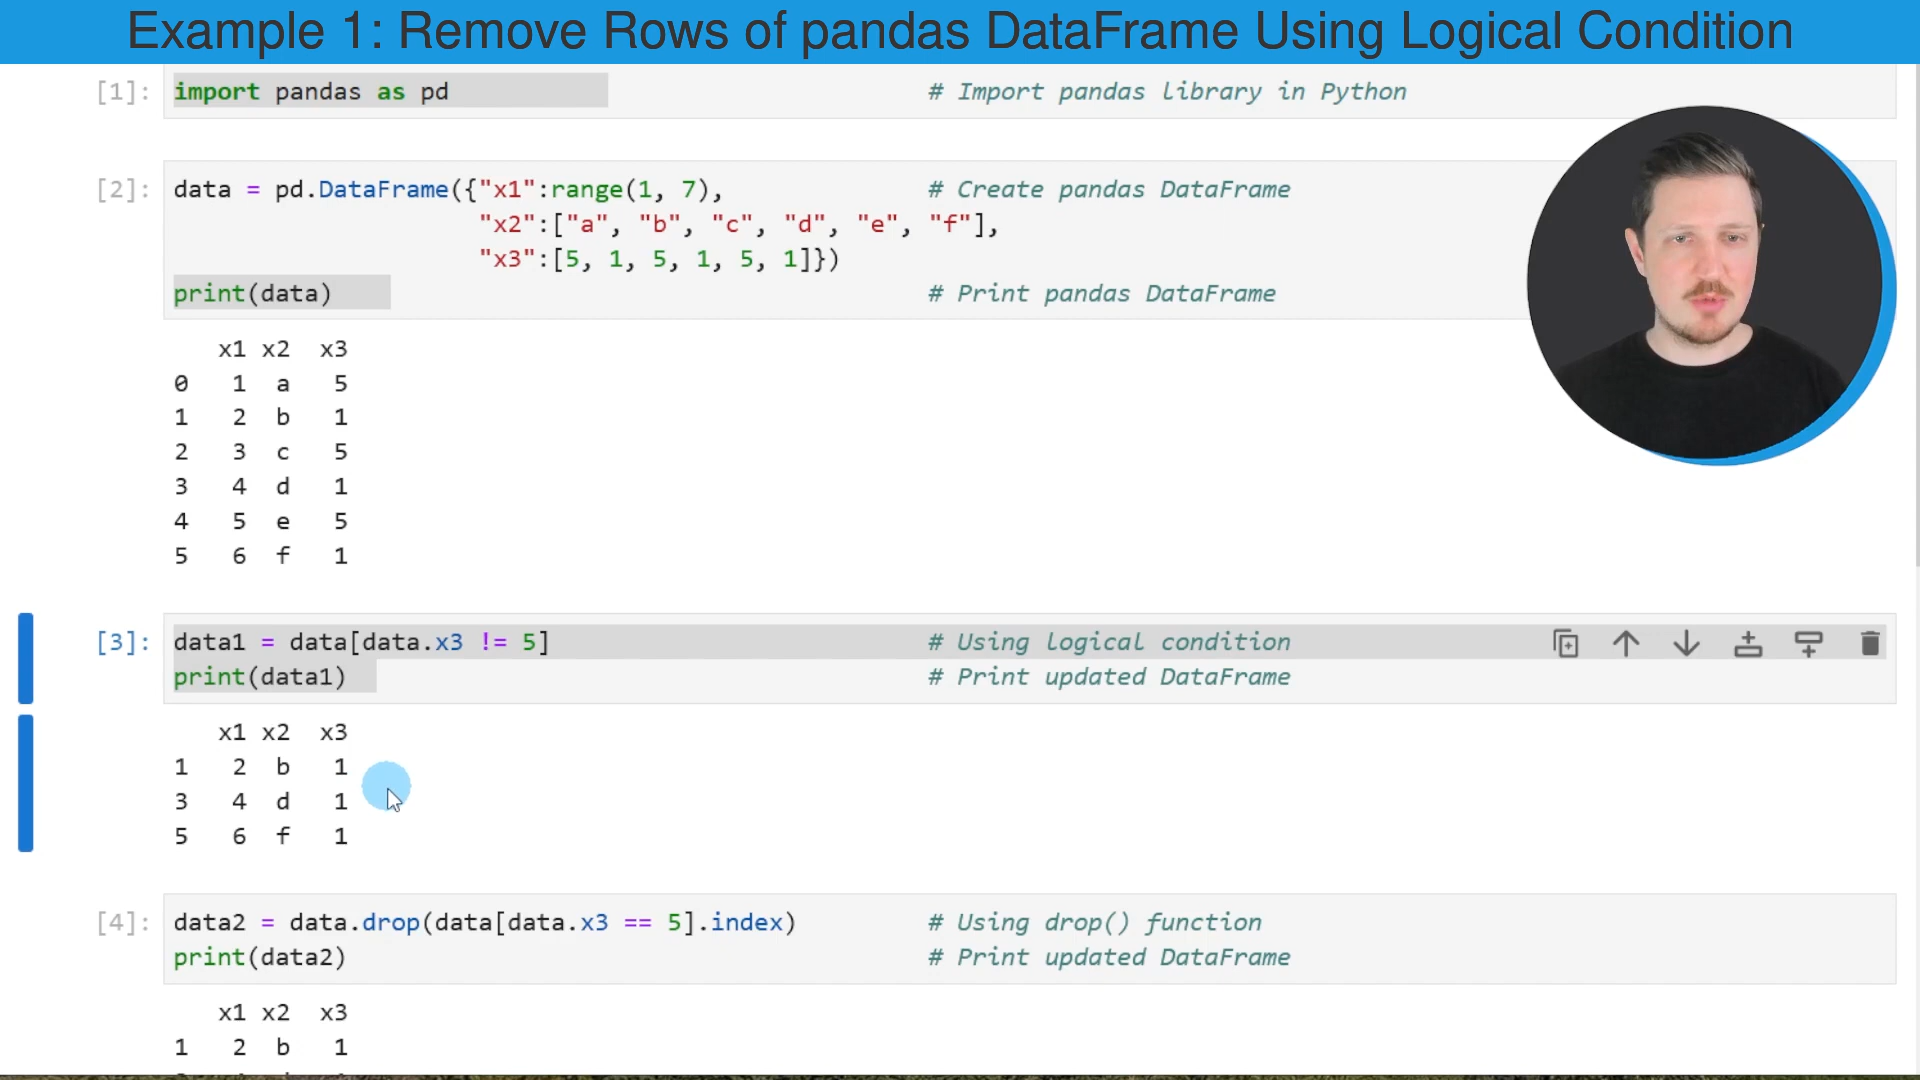 Example 1: Remove Rows of pandas DataFrame Using Logical Condition
[1]: import pandas as pd # Import pandas library in Python
[2]: data = pd.DataFrame({"x1":range(1, 7), # Create pandas DataFrame
"x2":["a", "b", "c", "d", "e", "f"],
"x3":[5, 1, 5, 1, 5, 1]})
print(data) # Print pandas DataFrame
x1 x2 x3
0 1 a 5
1 2 b 1
2 3 c 5
3 4 d 1
4 5 e 5
5 6 f 1
[3]: data1 = data[data.x3 != 5] # Using logical condition
print(data1) # Print updated DataFrame
x1 x2 x3
1 2 b 1
3 4 d 1
5 6 f 1
[4]: data2 = data.drop(data[data.x3 == 5].index) # Using drop() function
print(data2) # Print updated DataFrame
x1 x2 x3
1 2 b 1